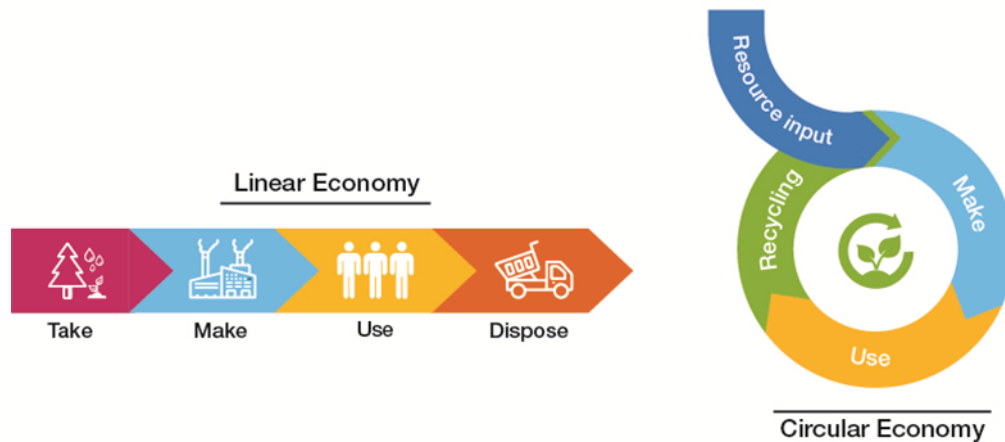 Linear Economy
Take
Make
Use
Dispose
Resource input
Make
Use
Recycling
Circular Economy